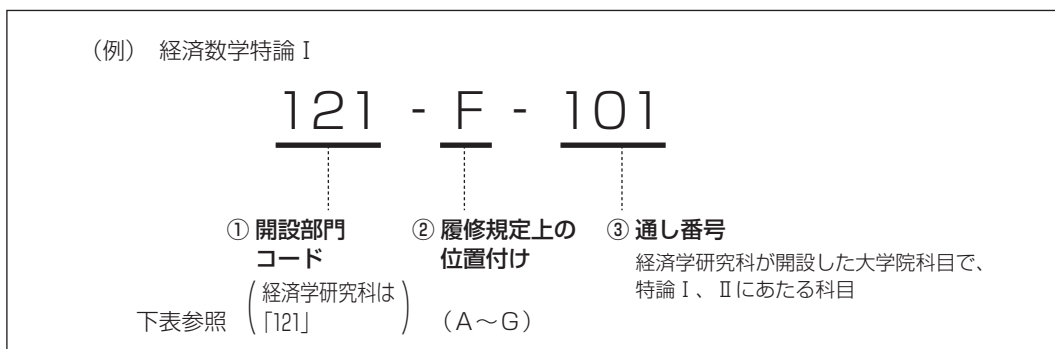 （例） 経済数学特論Ⅰ
121 - F - 101
① 開設部門
コード
（経済学研究科は
「121」）
下表参照
② 履修規定上の
位置付け
（A～G）
③ 通し番号
経済学研究科が開設した大学院科目で、
特論Ⅰ、Ⅱにあたる科目